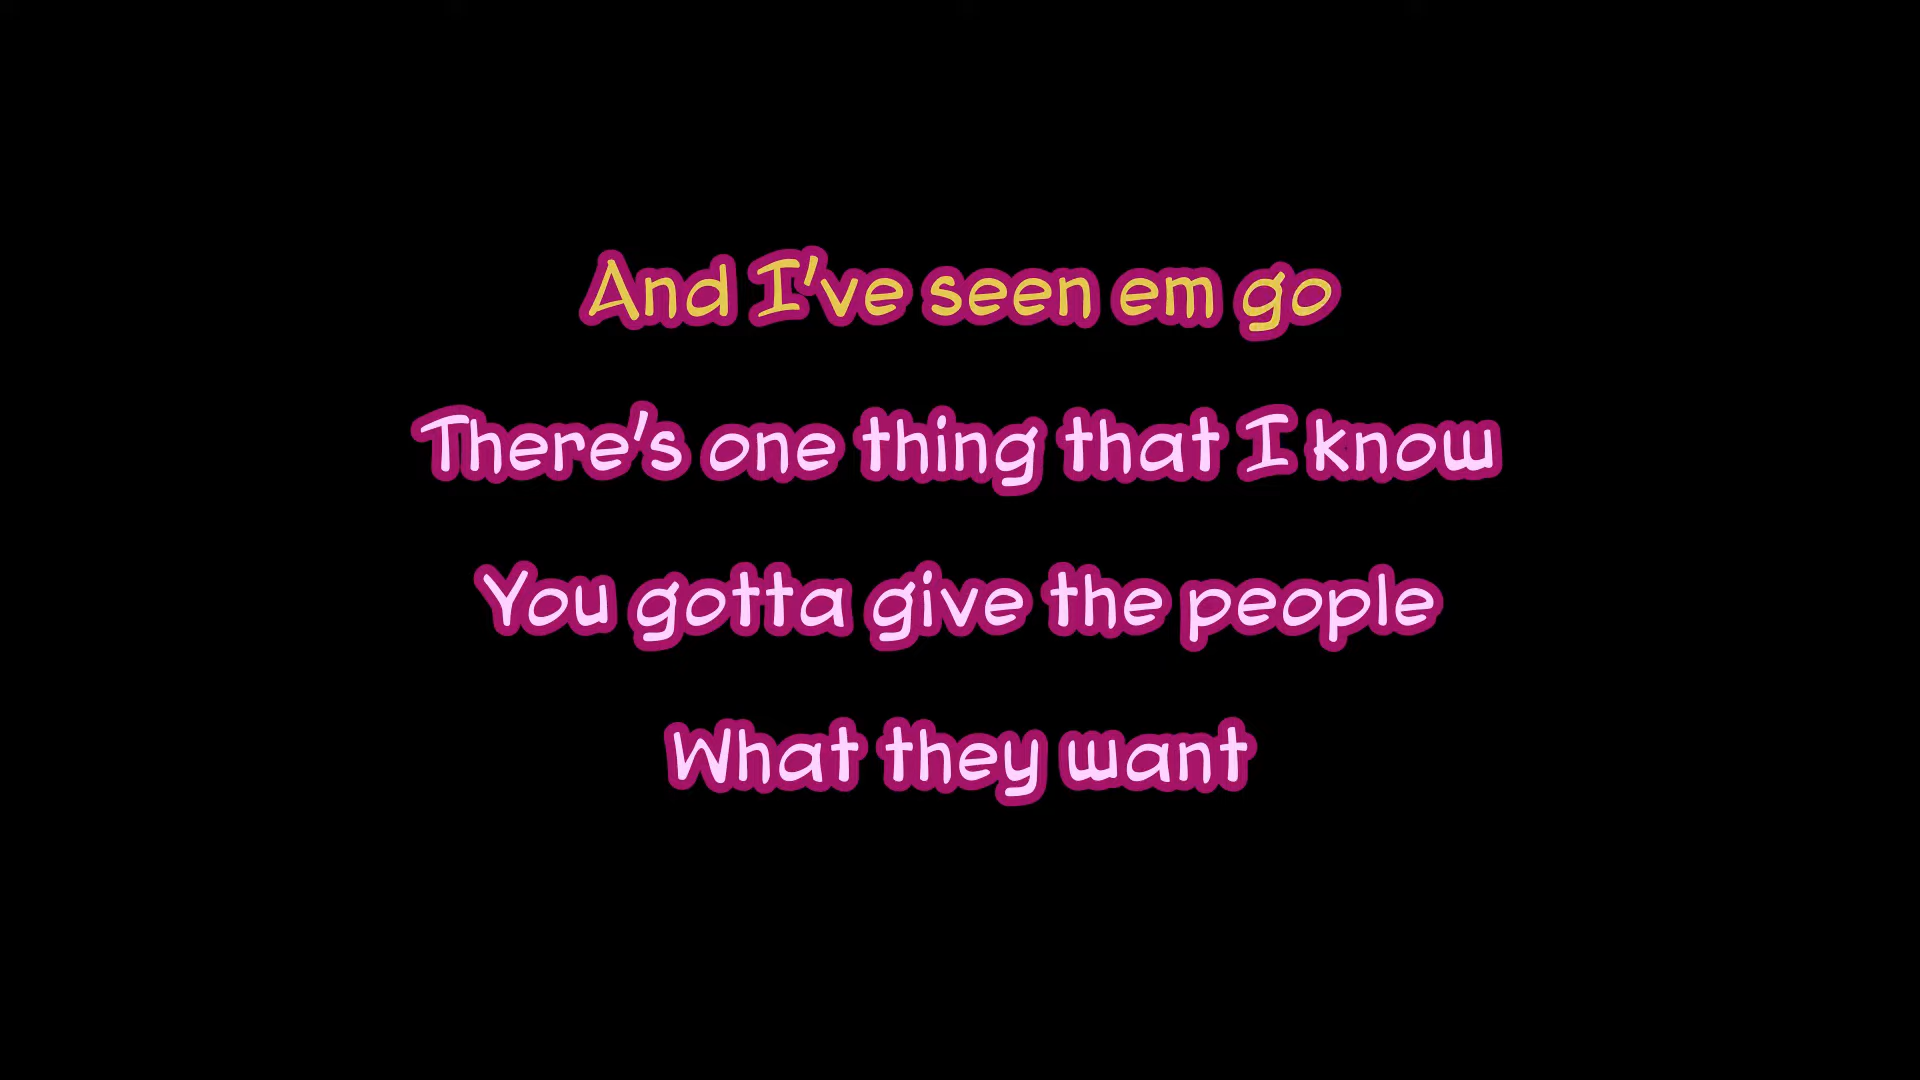 And I've seen em go
There's one thing that I know
You gotta give the people
What they want